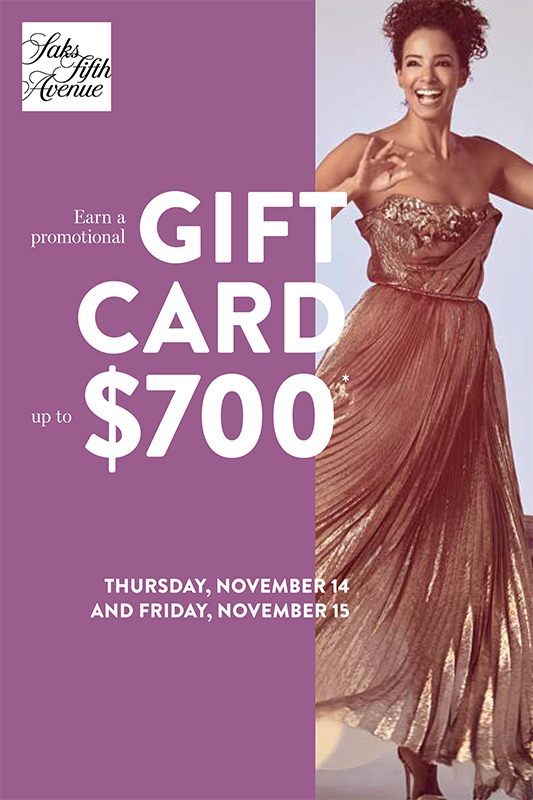 Saks
Fifth
Avenue
Earn a
promotional
GIFT
CARD
up to
$700*
THURSDAY, NOVEMBER 14
AND FRIDAY, NOVEMBER 15